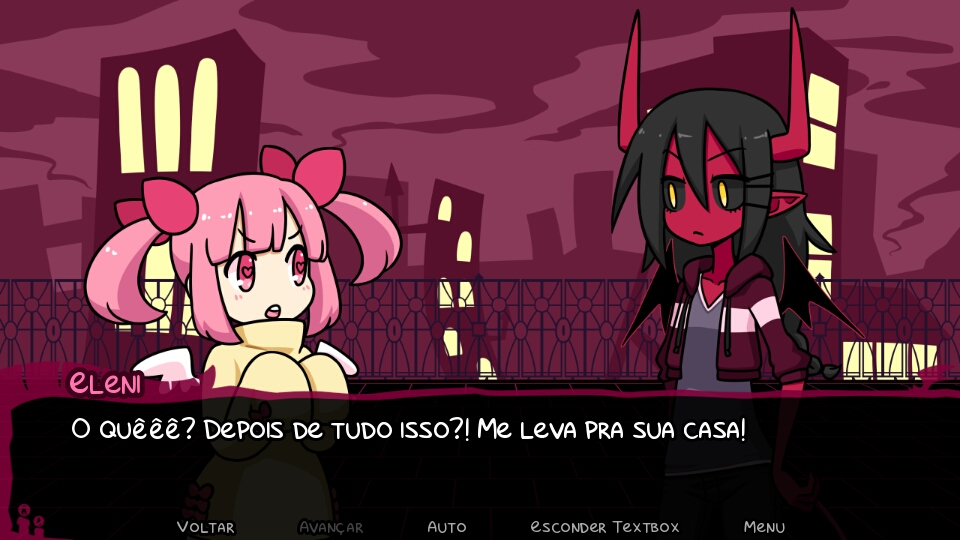 Eleni
O quêêê? Depois de tudo isso?! Me leva pra sua casa!
Voltar Avançar Auto Esconder Textbox Menu